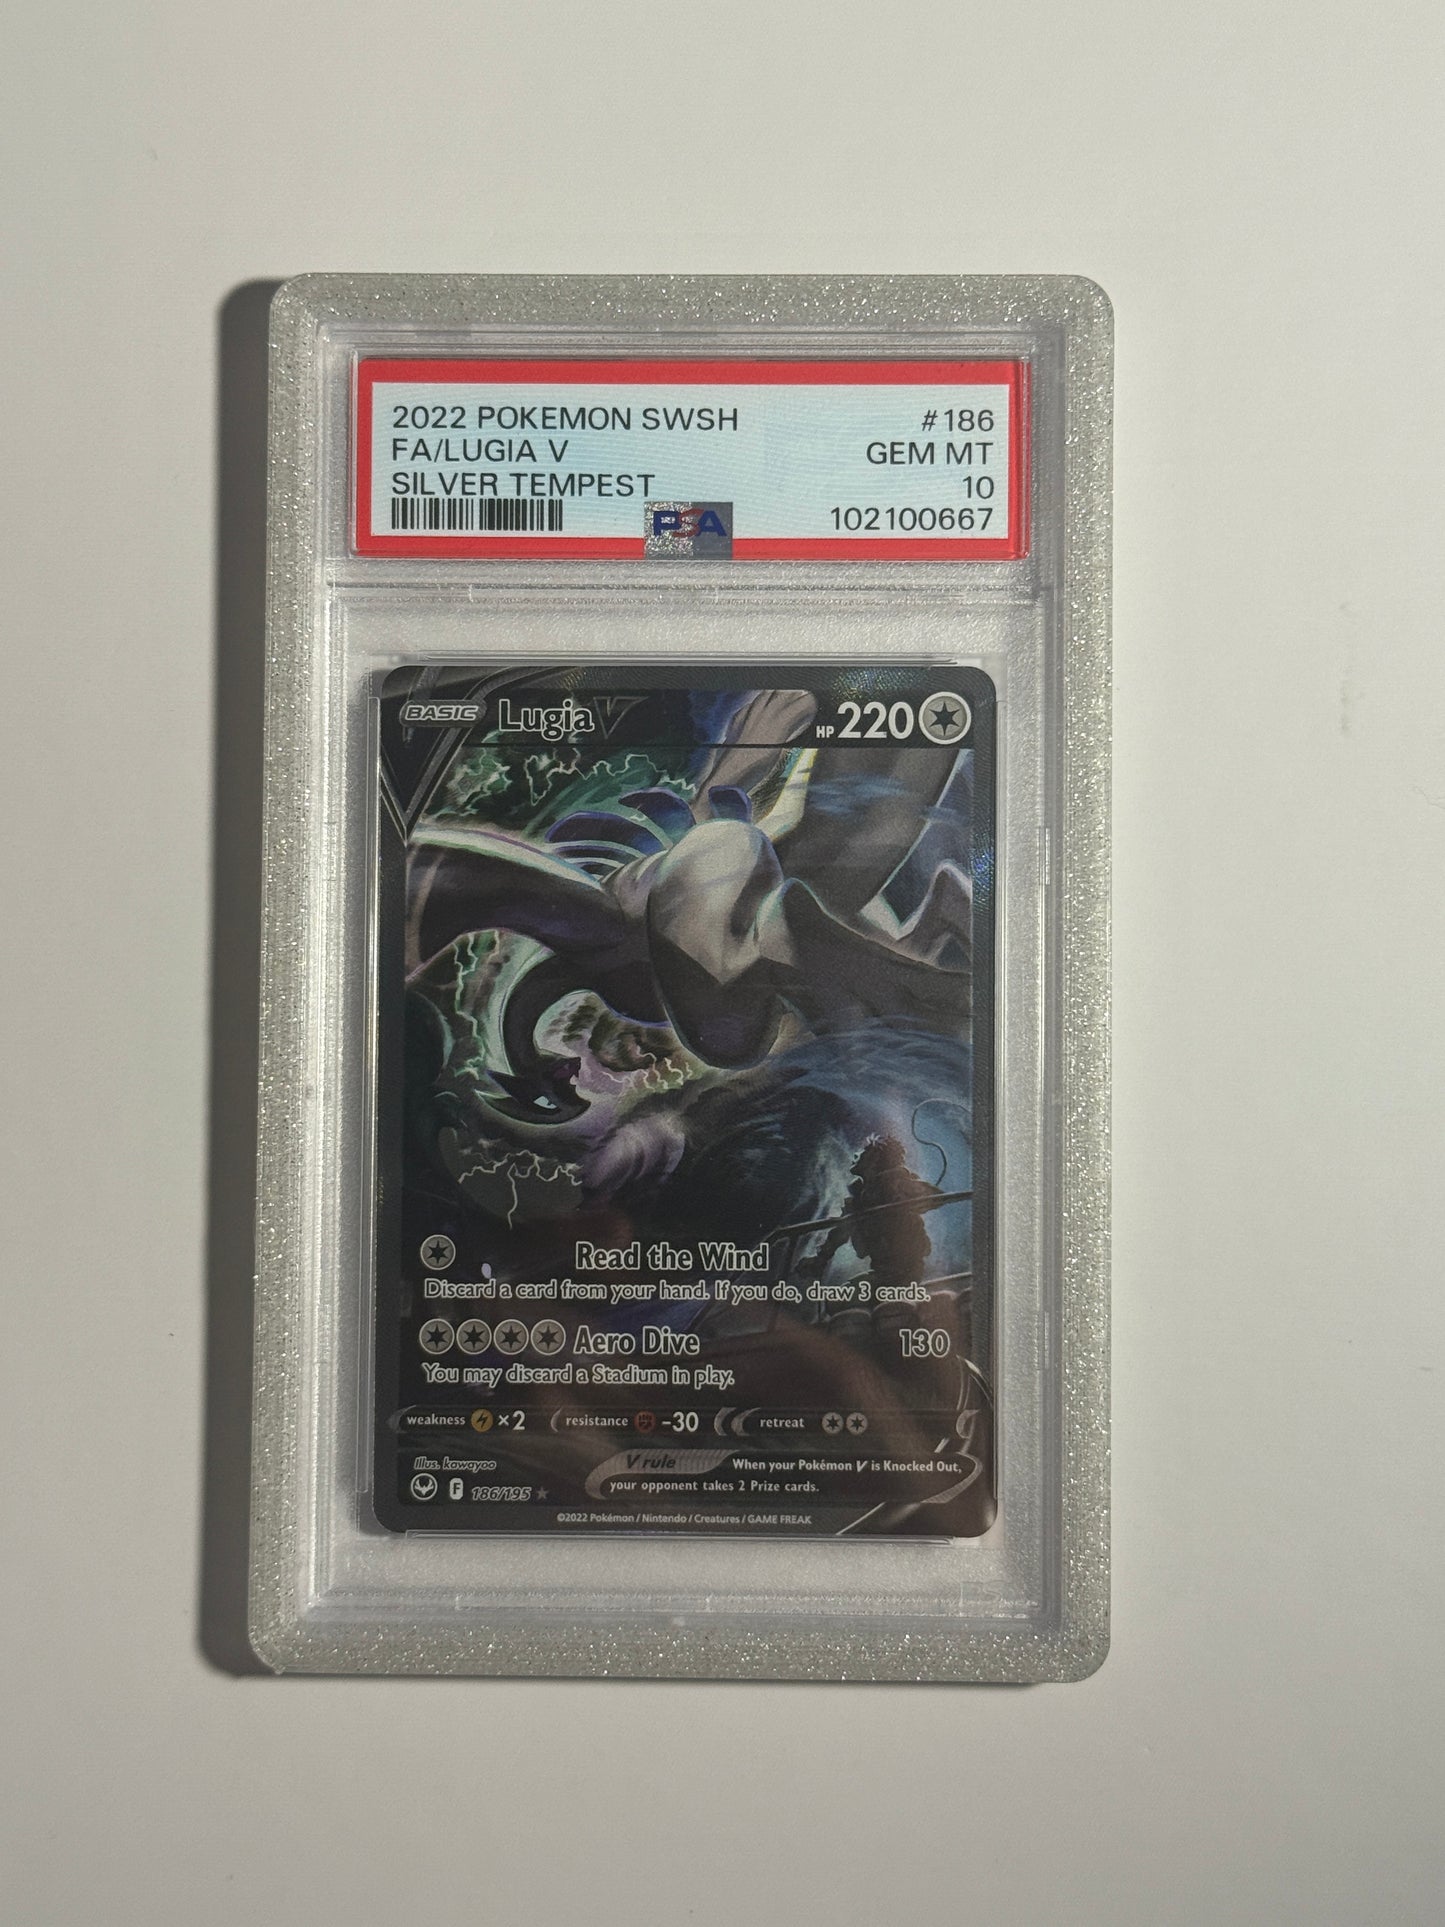 2022 POKEMON SWSH #186
FA/LUGIA V GEM MT
SILVER TEMPEST 10
PSA 102100667
BASIC Lugia V HP 220
Read the Wind
Discard a card from your hand. If you do, draw 3 cards.
Aero Dive 130
You may discard a Stadium in play.
weakness ×2 resistance -30 retreat
Illus. kawayoo V rule When your Pokémon V is Knocked Out,
F 186/195 ★ your opponent takes 2 Prize cards.
©2022 Pokémon / Nintendo / Creatures / GAME FREAK